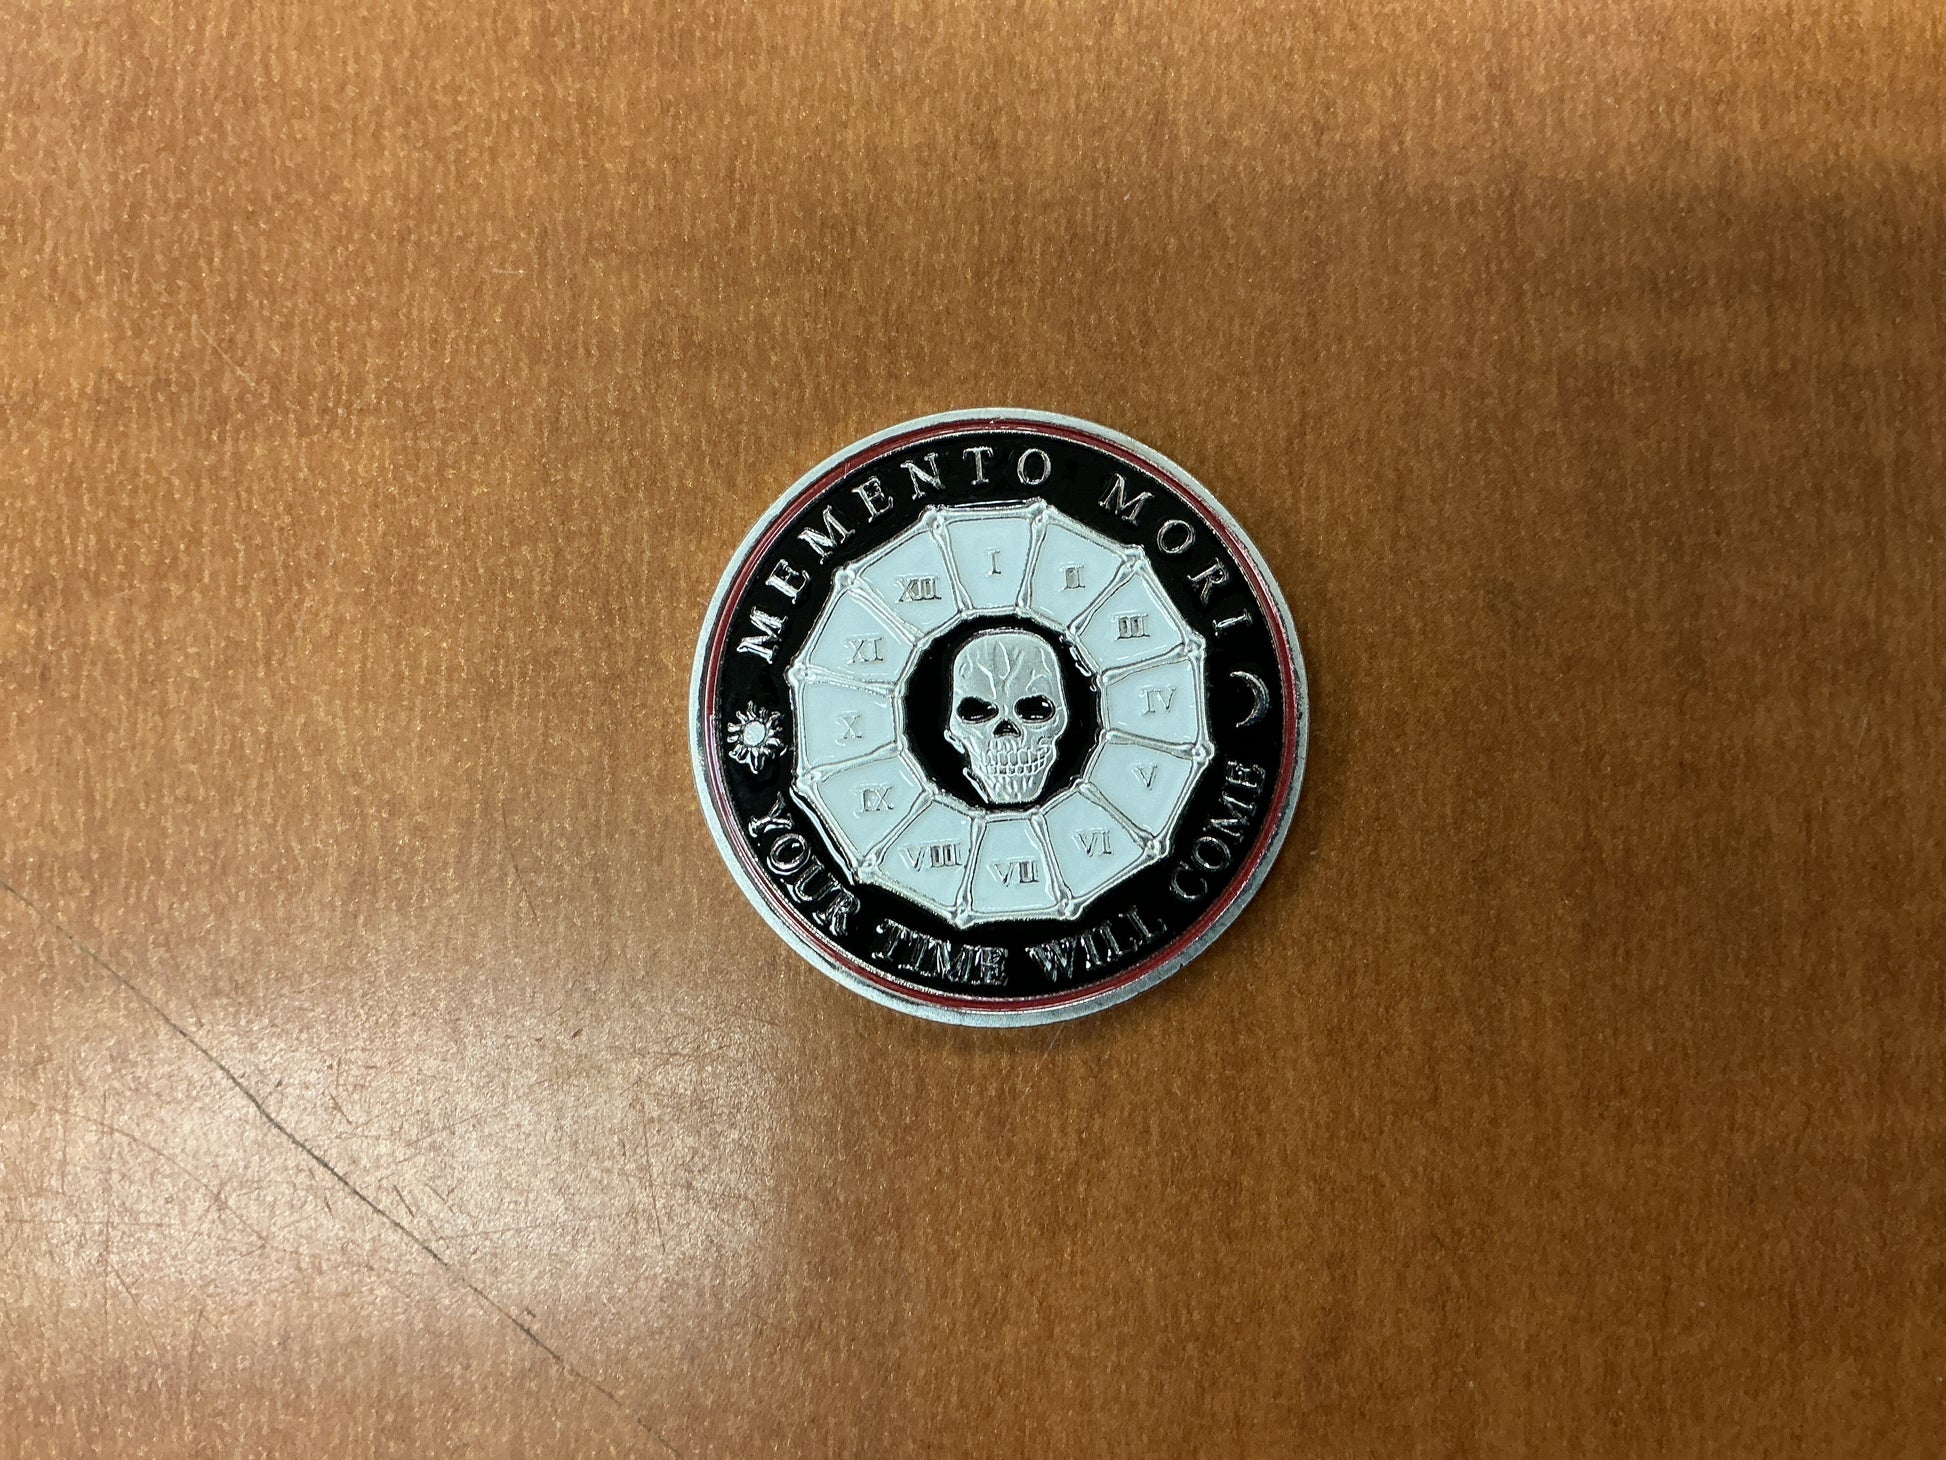 MEMENTO MORI
I
II
III
IV
V
VI
VII
VIII
IX
X
XI
XII
YOUR TIME WILL COME